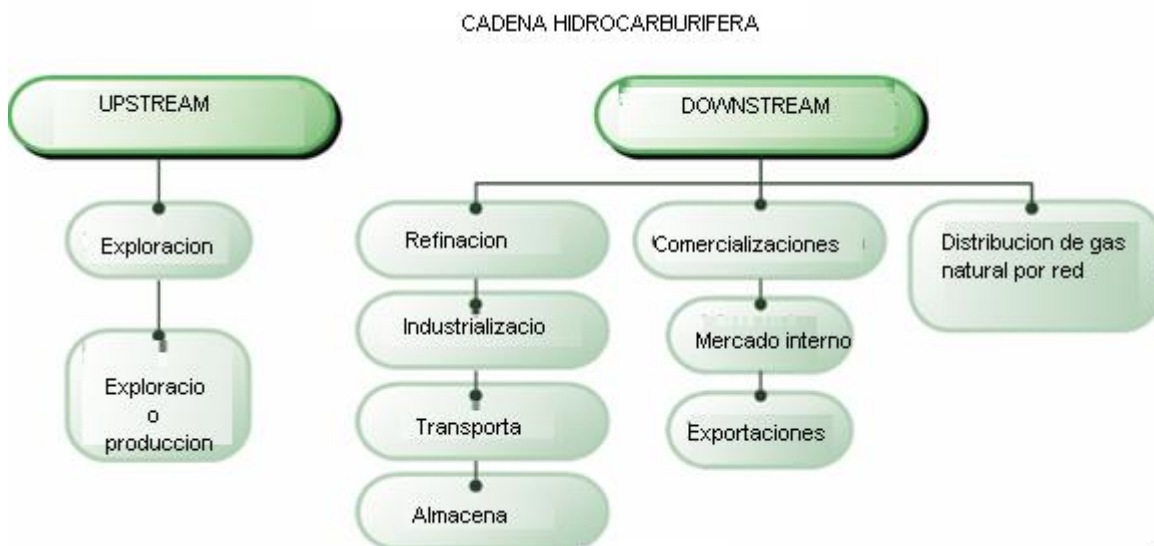 CADENA HIDROCARBURIFERA
UPSTREAM
DOWNSTREAM
Exploracion
Exploracio
o
produccion
Refinacion
Industrializacio
Transporta
Almacena
Comercializaciones
Mercado interno
Exportaciones
Distribucion de gas
natural por red